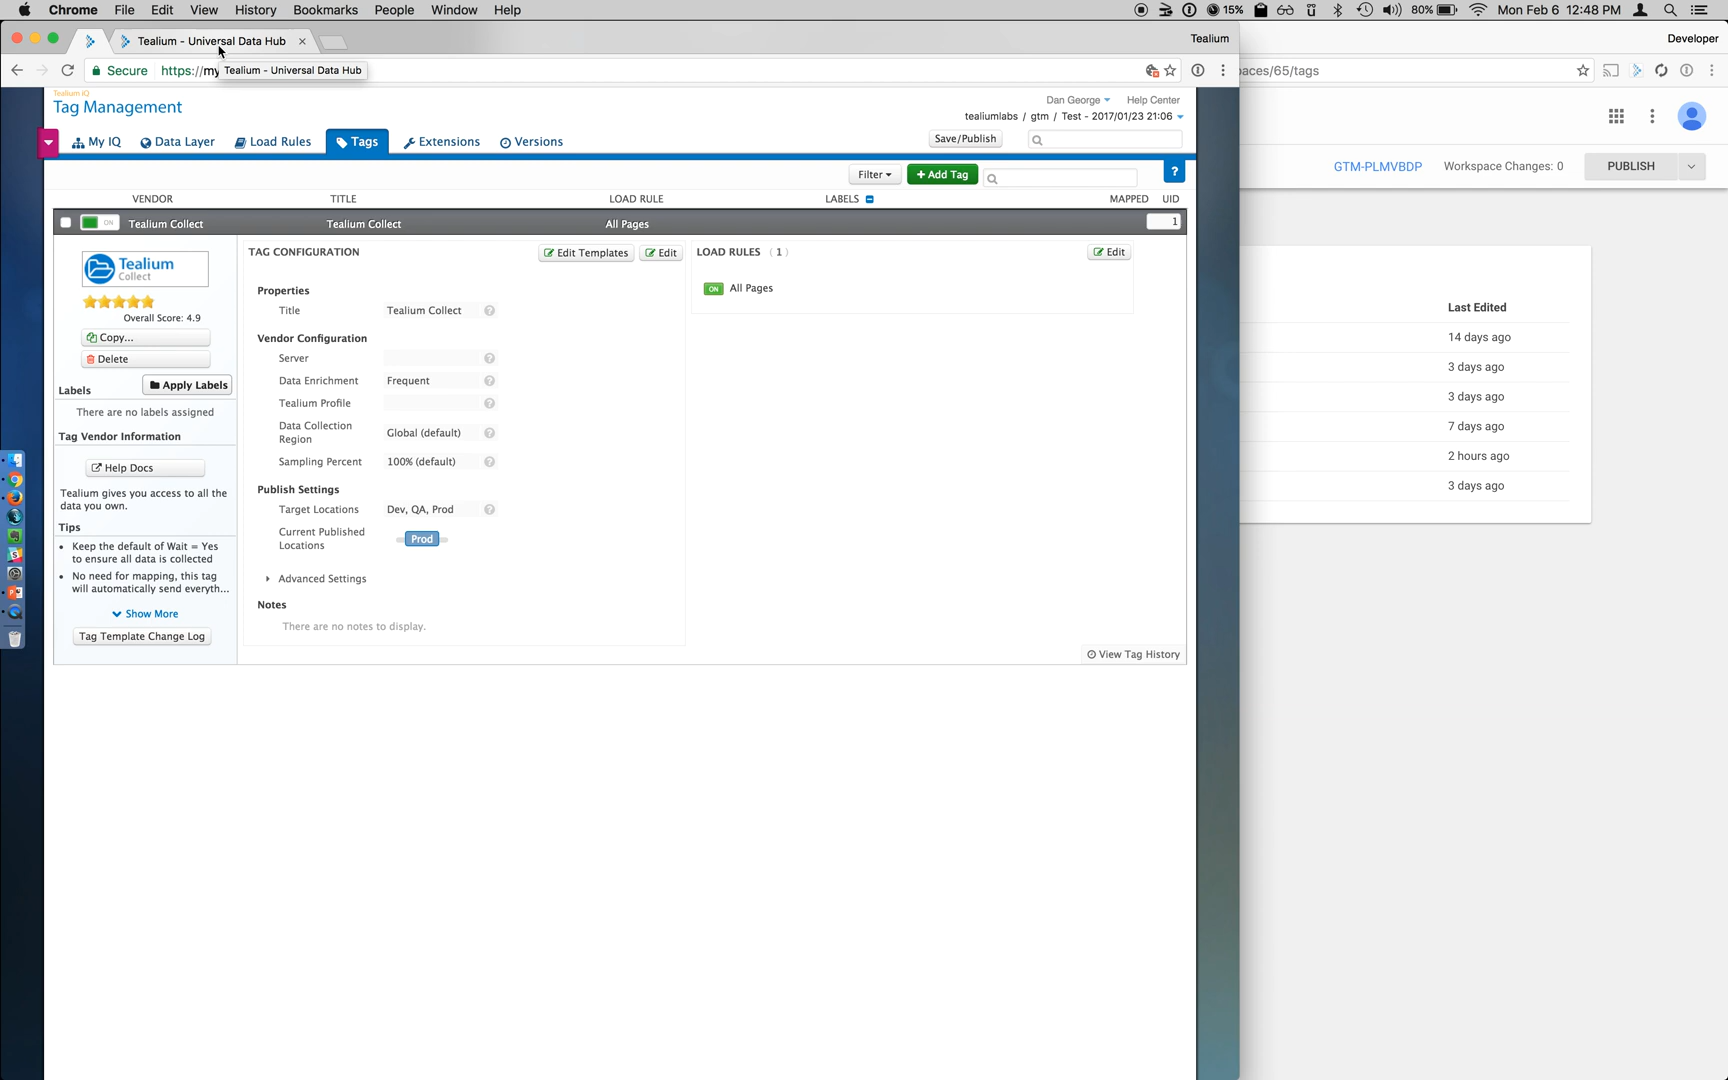 Chrome File Edit View History Bookmarks People Window Help 15% 80% Mon Feb 6 12:48 PM
Tealium - Universal Data Hub Tealium Developer
Secure https://my Tealium - Universal Data Hub aces/65/tags
Tealium iQ
Tag Management
Dan George Help Center
tealiumlabs / gtm / Test - 2017/01/23 21:06
My IQ Data Layer Load Rules Tags Extensions Versions Save/Publish
GTM-PLMVBDP Workspace Changes: 0 PUBLISH
Filter + Add Tag ?
VENDOR TITLE LOAD RULE LABELS MAPPED UID
ON Tealium Collect Tealium Collect All Pages 1
Tealium
Collect
Overall Score: 4.9
Copy...
Delete
Labels Apply Labels
There are no labels assigned
Tag Vendor Information
Help Docs
Tealium gives you access to all the
data you own.
Tips
Keep the default of Wait = Yes
to ensure all data is collected
No need for mapping, this tag
will automatically send everyth...
Show More
Tag Template Change Log
TAG CONFIGURATION Edit Templates Edit
Properties
Title Tealium Collect
Vendor Configuration
Server
Data Enrichment Frequent
Tealium Profile
Data Collection
Region Global (default)
Sampling Percent 100% (default)
Publish Settings
Target Locations Dev, QA, Prod
Current Published
Locations Prod
Advanced Settings
Notes
There are no notes to display.
LOAD RULES ( 1 ) Edit
ON All Pages
View Tag History
Last Edited
14 days ago
3 days ago
3 days ago
7 days ago
2 hours ago
3 days ago